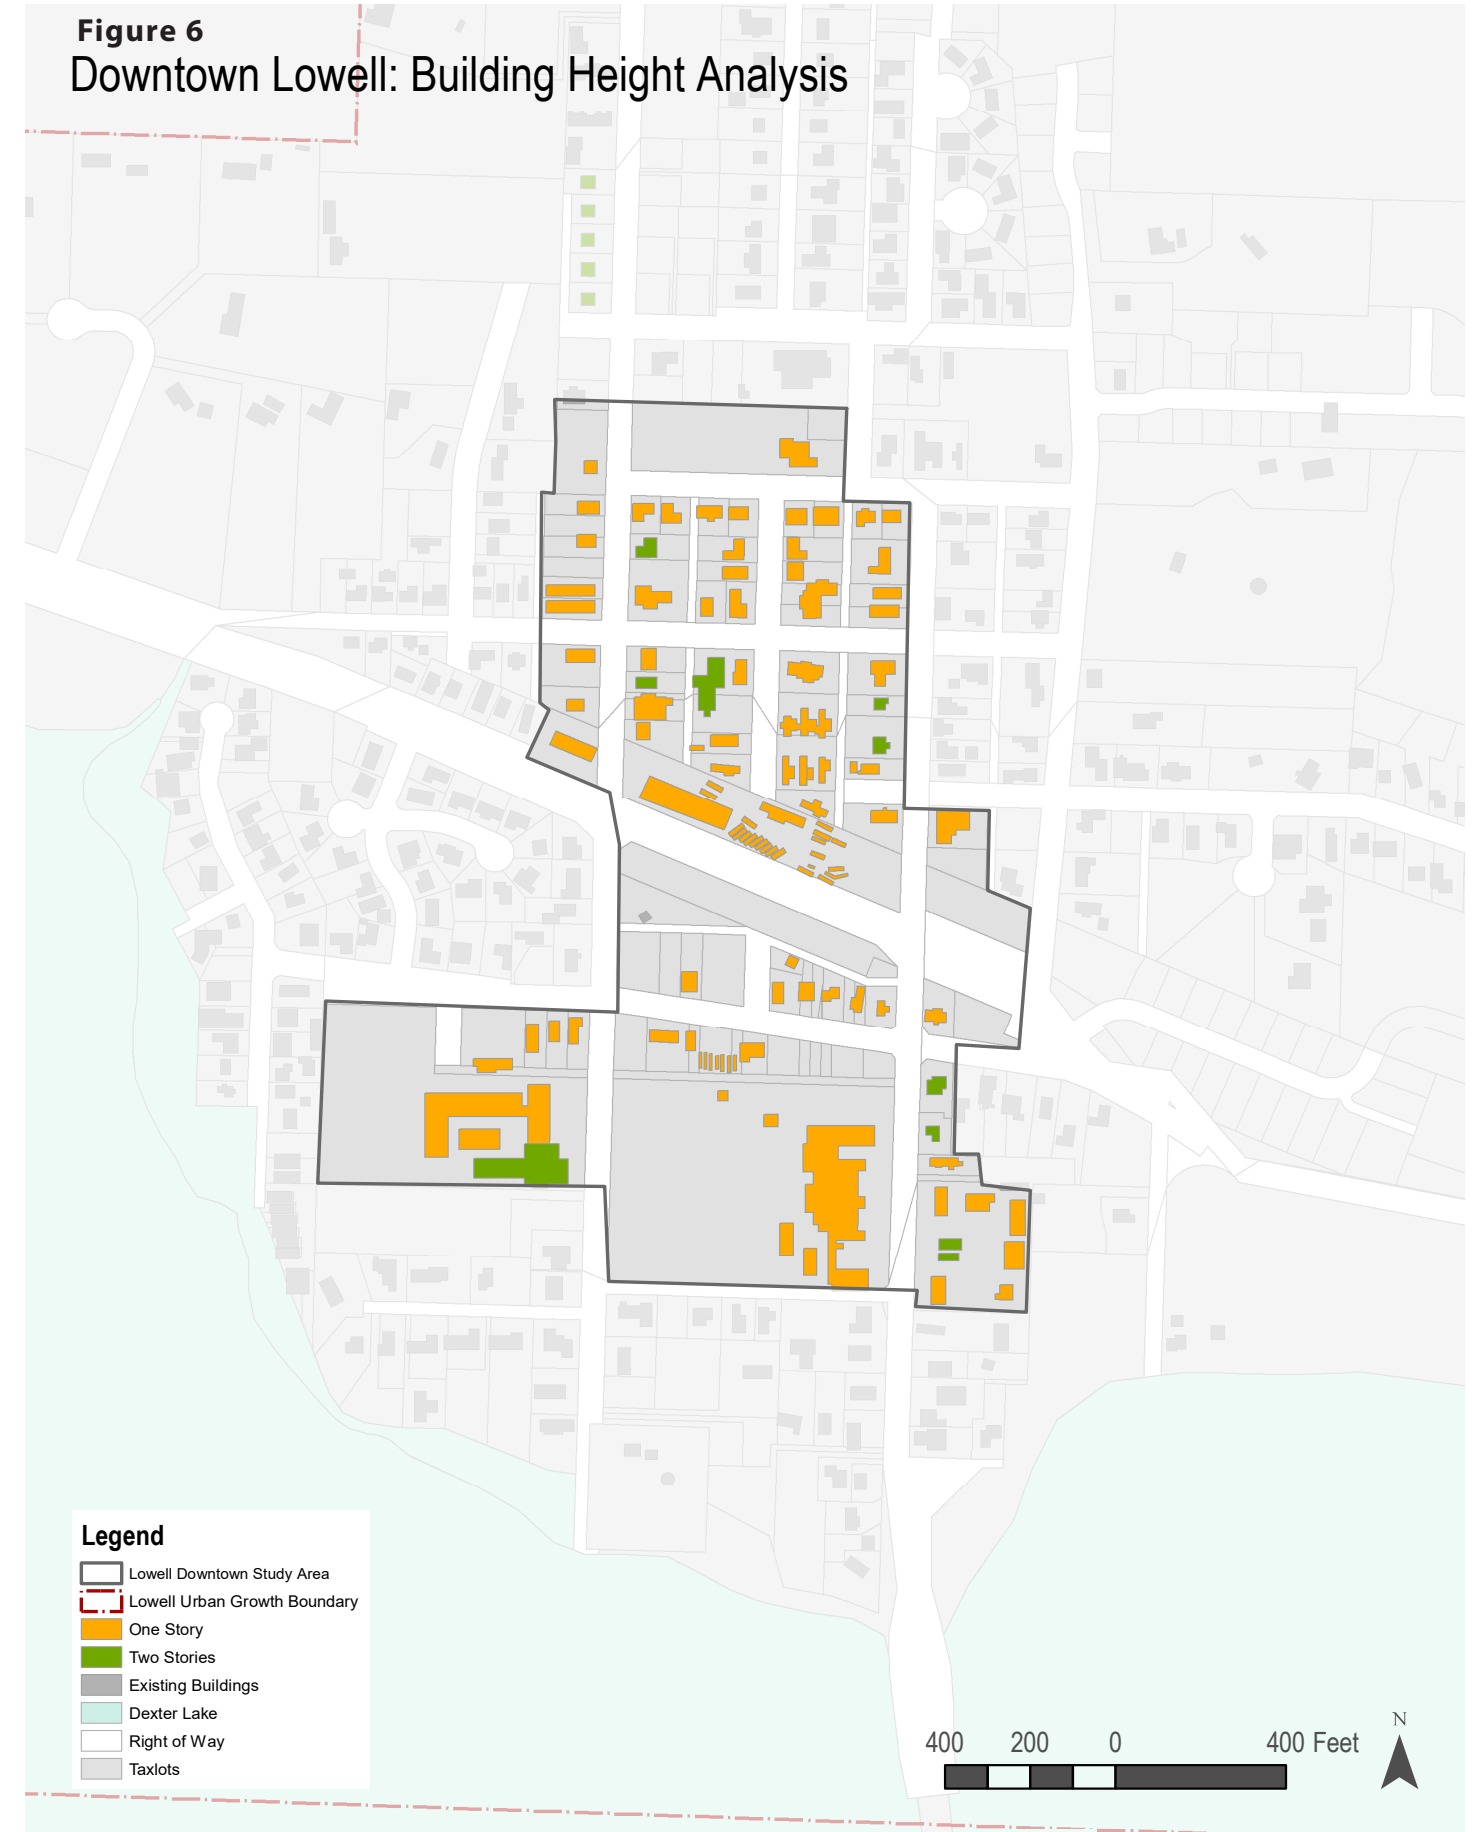 Figure 6
Downtown Lowell: Building Height Analysis
Legend
Lowell Downtown Study Area
Lowell Urban Growth Boundary
One Story
Two Stories
Existing Buildings
Dexter Lake
Right of Way
Taxlots
400 200 0 400 Feet
N